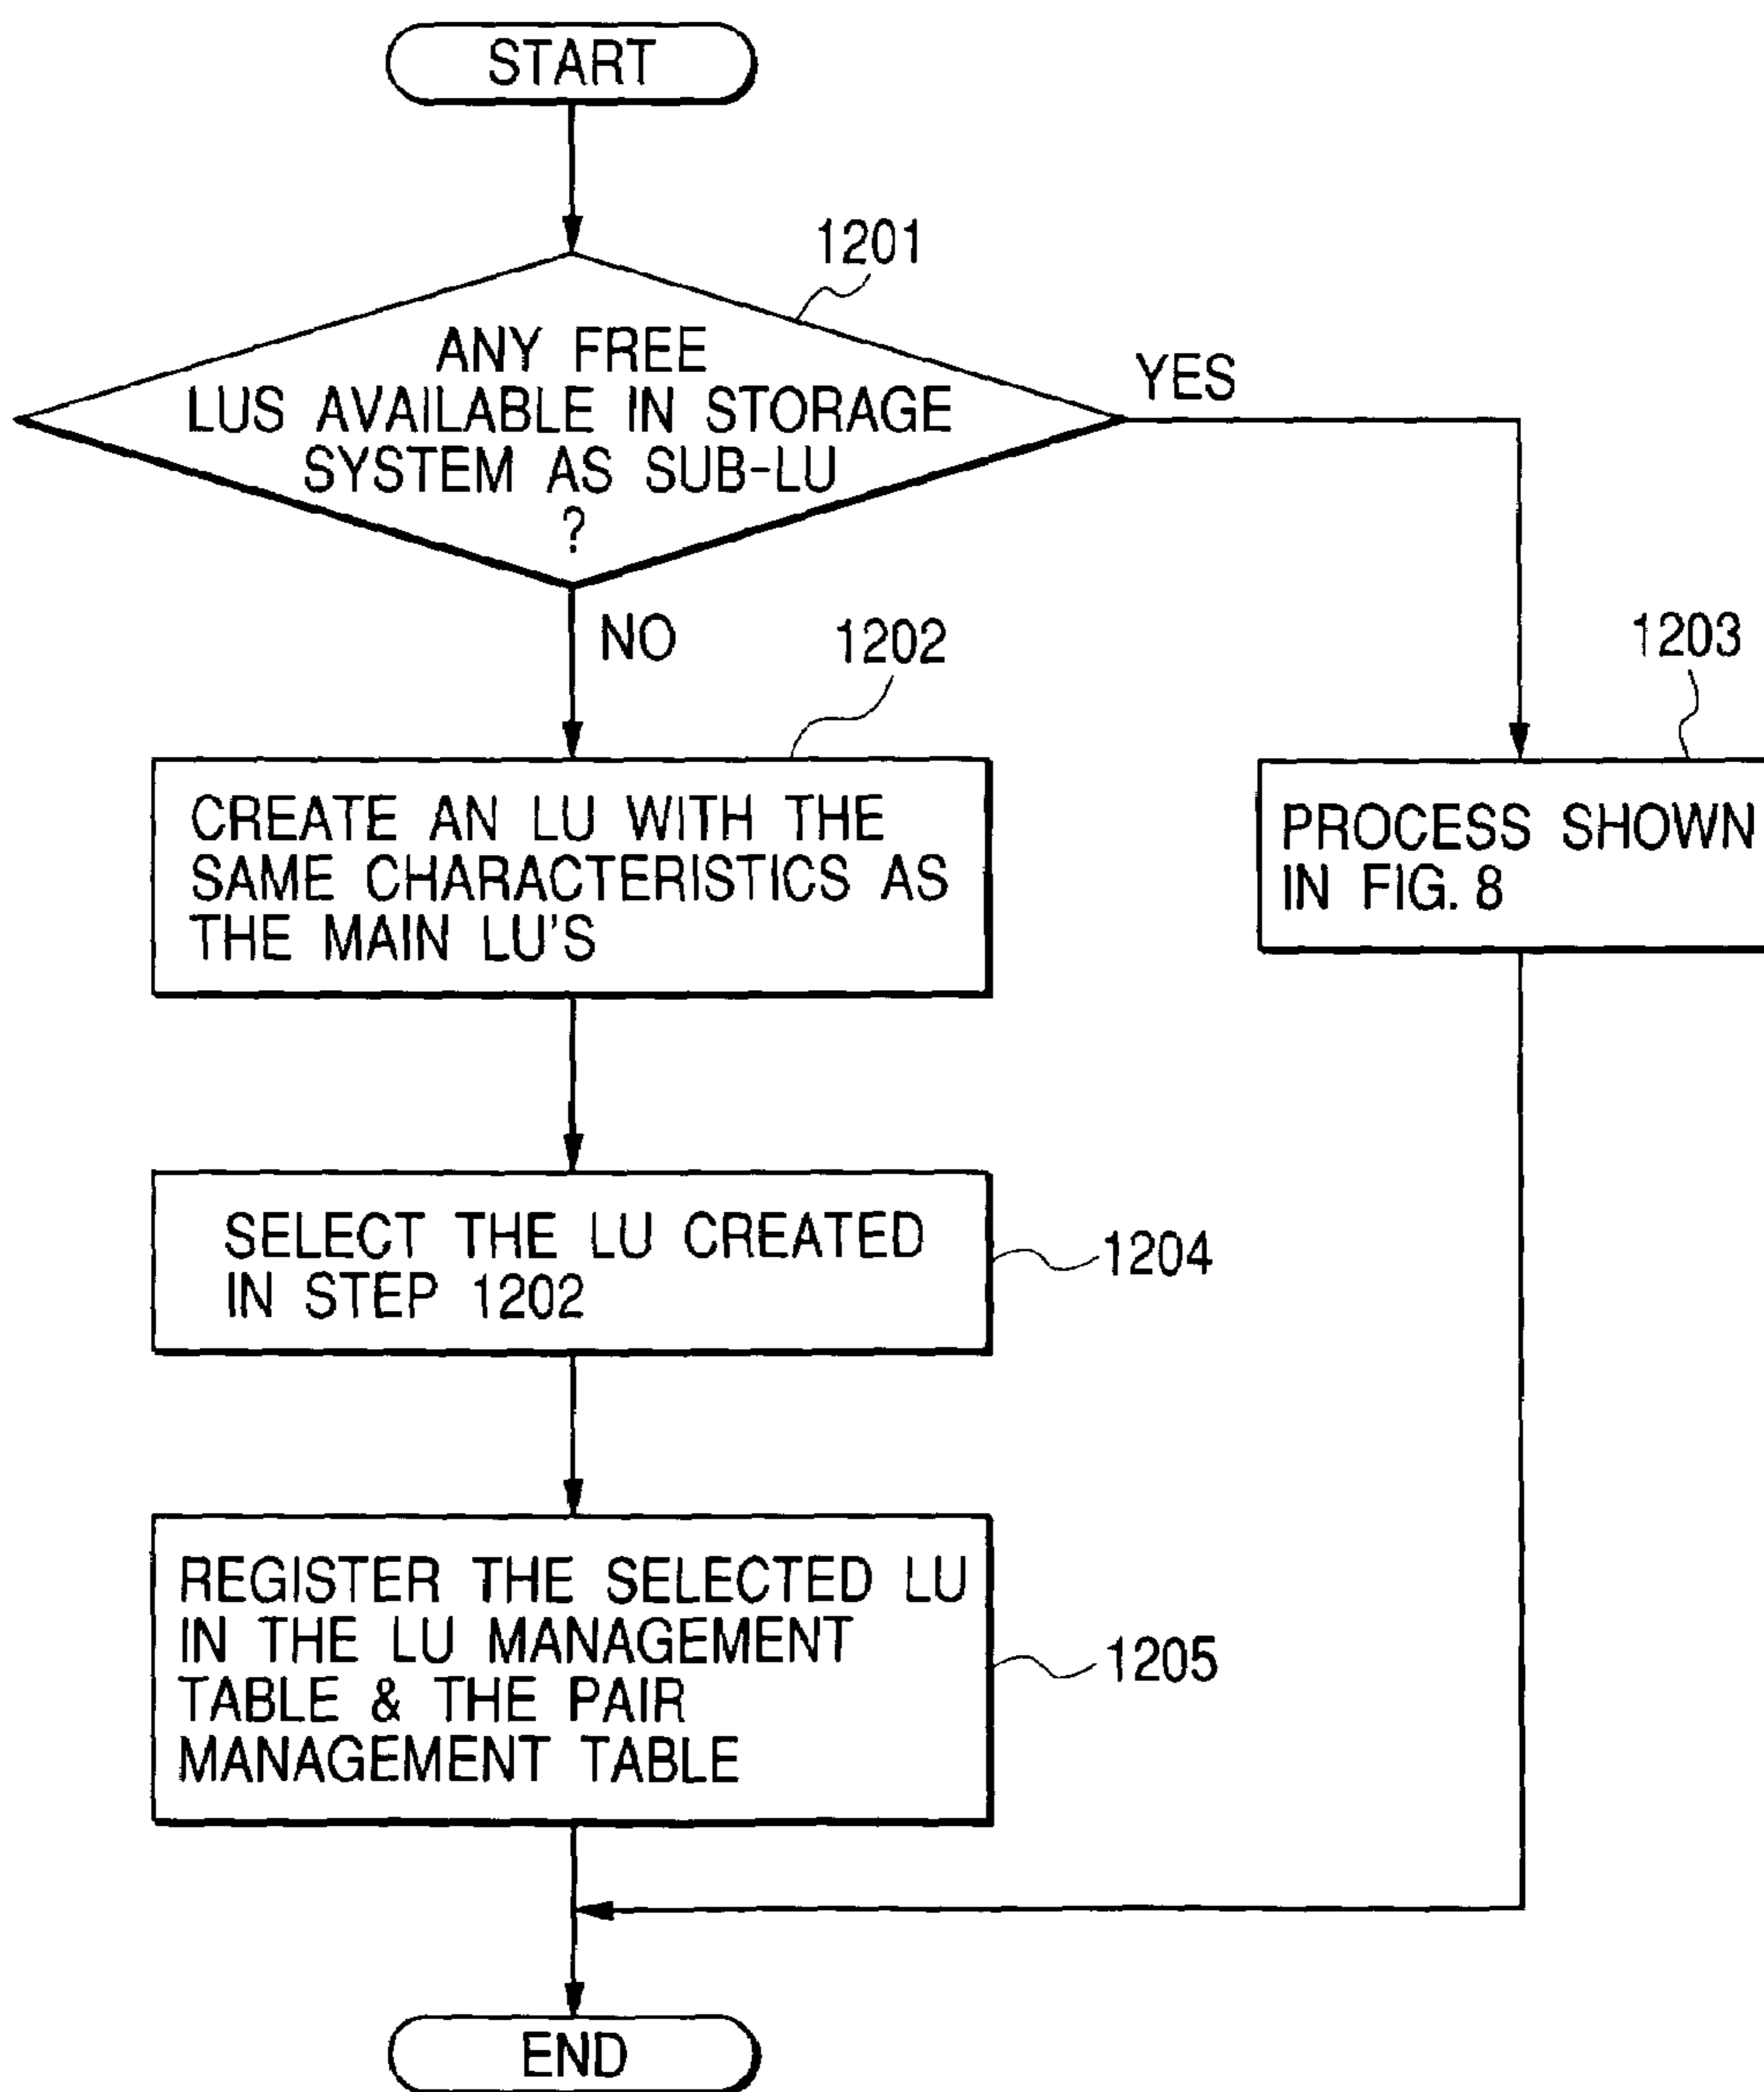 START
1201
ANY FREE
LUS AVAILABLE IN STORAGE
SYSTEM AS SUB-LU
?
YES
NO
1202
1203
CREATE AN LU WITH THE
SAME CHARACTERISTICS AS
THE MAIN LU'S
PROCESS SHOWN
IN FIG. 8
SELECT THE LU CREATED
IN STEP 1202
1204
REGISTER THE SELECTED LU
IN THE LU MANAGEMENT
TABLE & THE PAIR
MANAGEMENT TABLE
1205
END